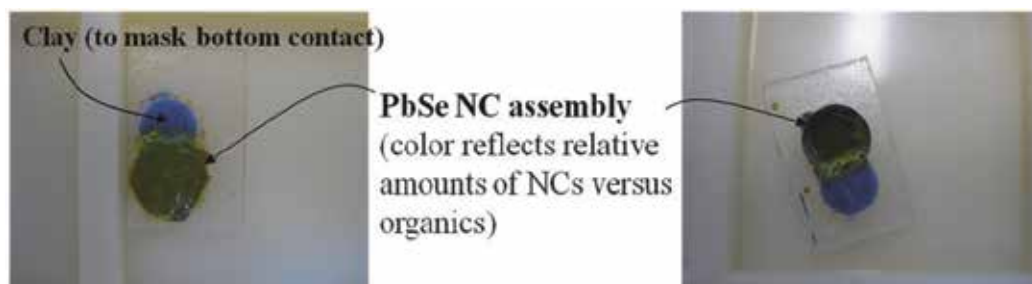 Clay (to mask bottom contact)
PbSe NC assembly
(color reflects relative
amounts of NCs versus
organics)